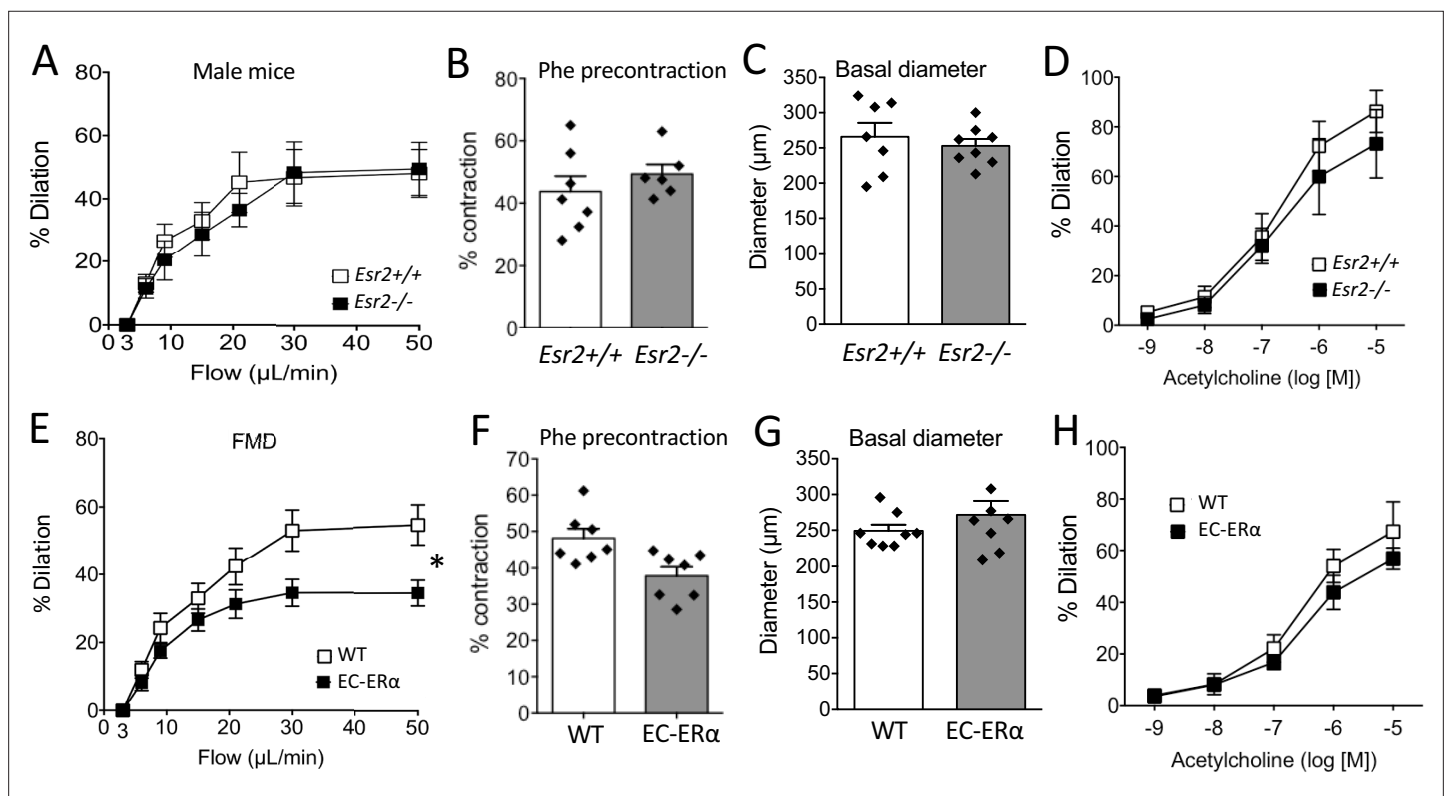 A
Male mice
80
60
40
20
0
% Dilation
Esr2+/+
Esr2-/-
0 3 10 20 30 40 50
Flow (µL/min)
B
Phe precontraction
80
60
40
20
0
% contraction
Esr2+/+ Esr2-/-
C
Basal diameter
350
300
250
200
150
100
50
0
Diameter (µm)
Esr2+/+ Esr2-/-
D
100
80
60
40
20
0
% Dilation
Esr2+/+
Esr2-/-
-9 -8 -7 -6 -5
Acetylcholine (log [M])
E
FMD
80
60
40
20
0
% Dilation
*
WT
EC-ERα
0 3 10 20 30 40 50
Flow (µL/min)
F
Phe precontraction
70
60
50
40
30
20
10
0
% contraction
WT EC-ERα
G
Basal diameter
350
300
250
200
150
100
50
0
Diameter (µm)
WT EC-ERα
H
100
80
60
40
20
0
% Dilation
WT
EC-ERα
-9 -8 -7 -6 -5
Acetylcholine (log [M])